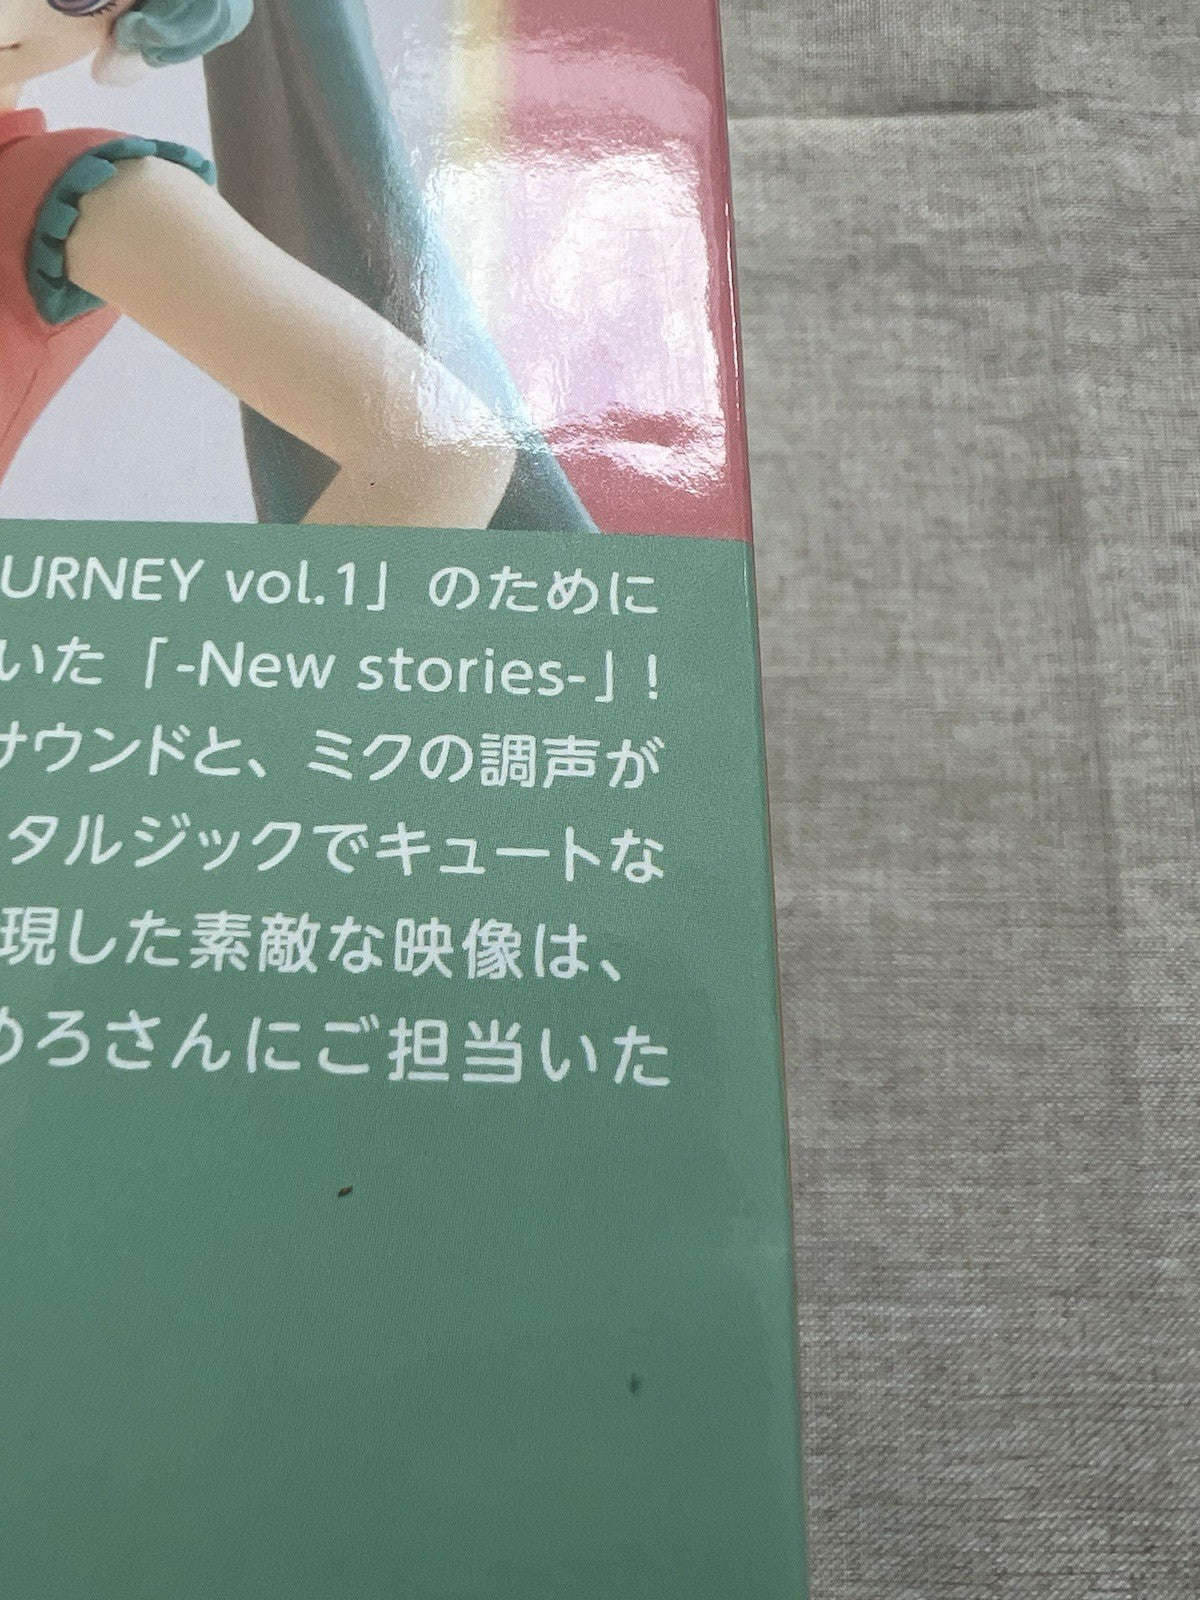 URNEY vol.1」のために
いた「-New stories-」!
サウンドと、ミクの調声が
タルジックでキュートな
現した素敵な映像は、
めろさんにご担当いた